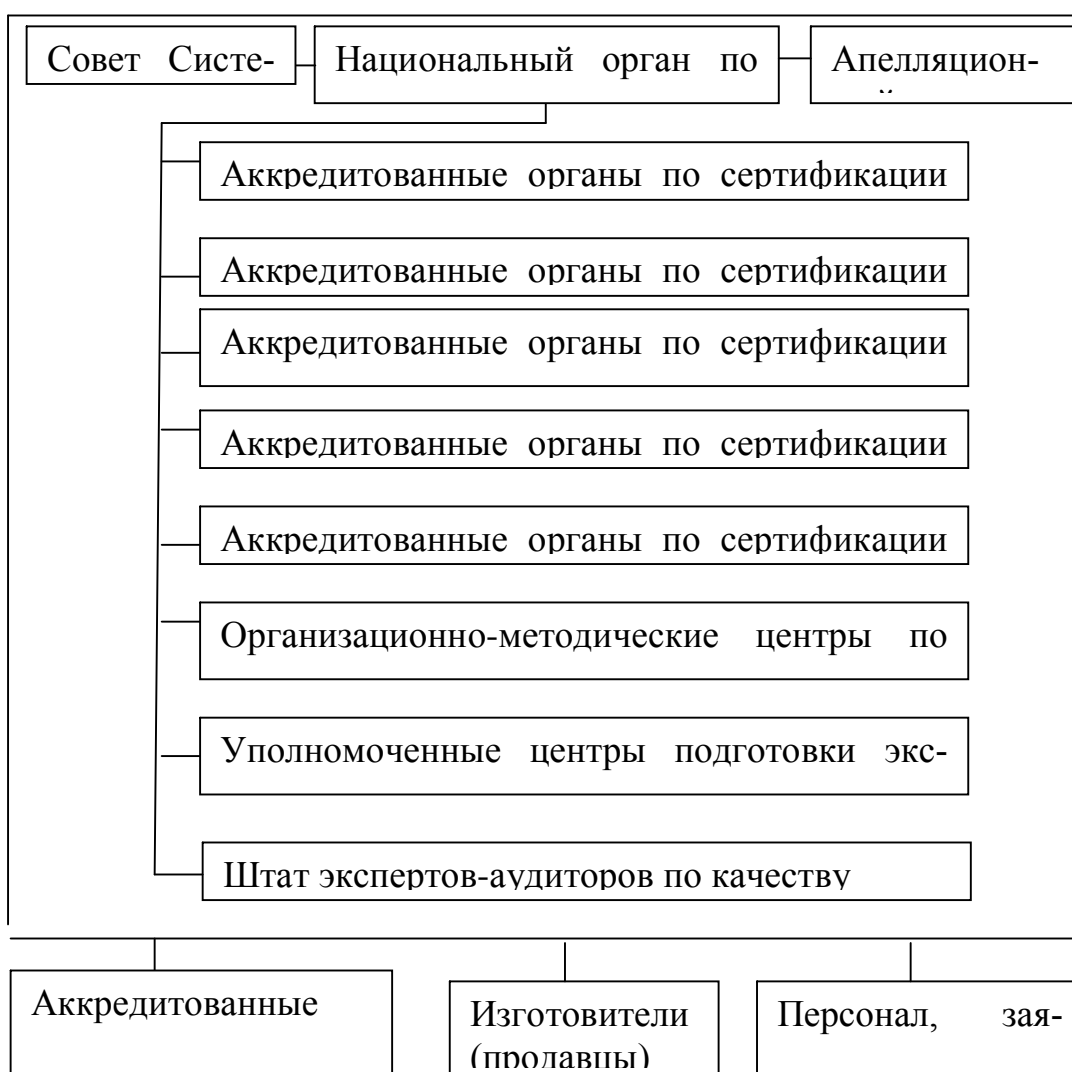 Совет Систе-
Национальный орган по
Апелляцион-
Аккредитованные органы по сертификации
Аккредитованные органы по сертификации
Аккредитованные органы по сертификации
Аккредитованные органы по сертификации
Аккредитованные органы по сертификации
Организационно-методические центры по
Уполномоченные центры подготовки экс-
Штат экспертов-аудиторов по качеству
Аккредитованные
Изготовители
(продавцы)
Персонал, зая-